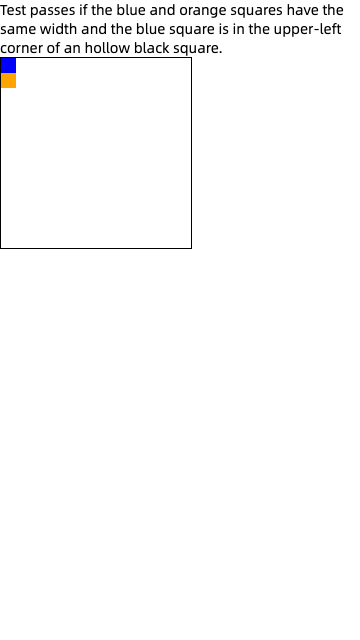 Test passes if the blue and orange squares have the
same width and the blue square is in the upper-left
corner of an hollow black square.